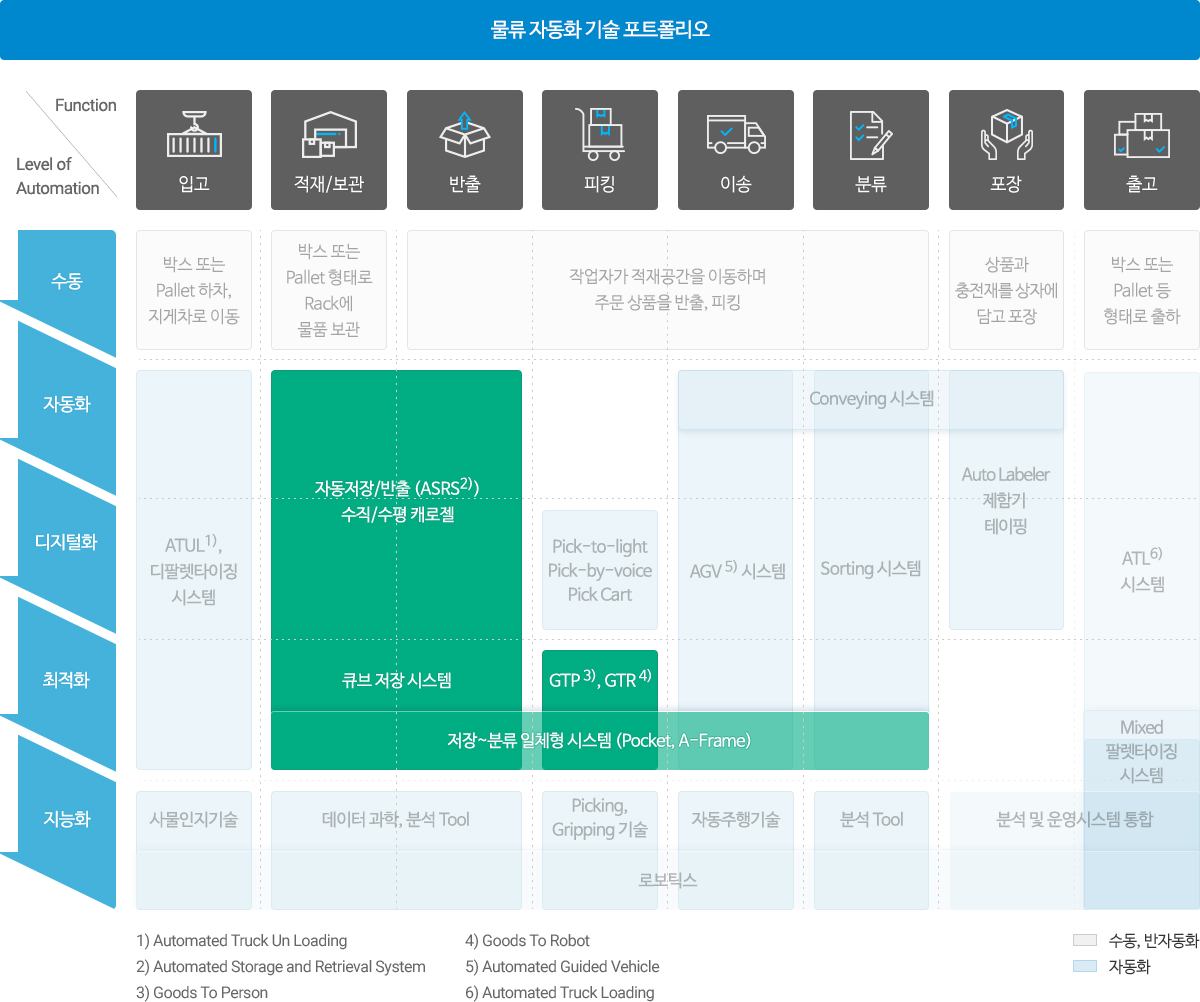 물류 자동화 기술 포트폴리오
Function
Level of
Automation
입고
적재/보관
반출
피킹
이송
분류
포장
출고
수동
박스 또는
Pallet 하차,
지게차로 이동
박스 또는
Pallet 형태로
Rack에
물품 보관
작업자가 적재공간을 이동하며
주문 상품을 반출, 피킹
상품과
충전재를 상자에
담고 포장
박스 또는
Pallet 등
형태로 출하
자동화
디지털화
최적화
지능화
ATUL1),
디팔렛타이징
시스템
자동저장/반출 (ASRS2))
수직/수평 캐로젤
큐브 저장 시스템
Pick-to-light
Pick-by-voice
Pick Cart
GTP 3), GTR 4)
저장~분류 일체형 시스템 (Pocket, A-Frame)
Conveying 시스템
AGV 5) 시스템
Sorting 시스템
Auto Labeler
제함기
테이핑
ATL6)
시스템
Mixed
팔렛타이징
시스템
사물인지기술
데이터 과학, 분석 Tool
Picking,
Gripping 기술
자동주행기술
분석 Tool
분석 및 운영시스템 통합
로보틱스
1) Automated Truck Un Loading
2) Automated Storage and Retrieval System
3) Goods To Person
4) Goods To Robot
5) Automated Guided Vehicle
6) Automated Truck Loading
수동, 반자동화
자동화